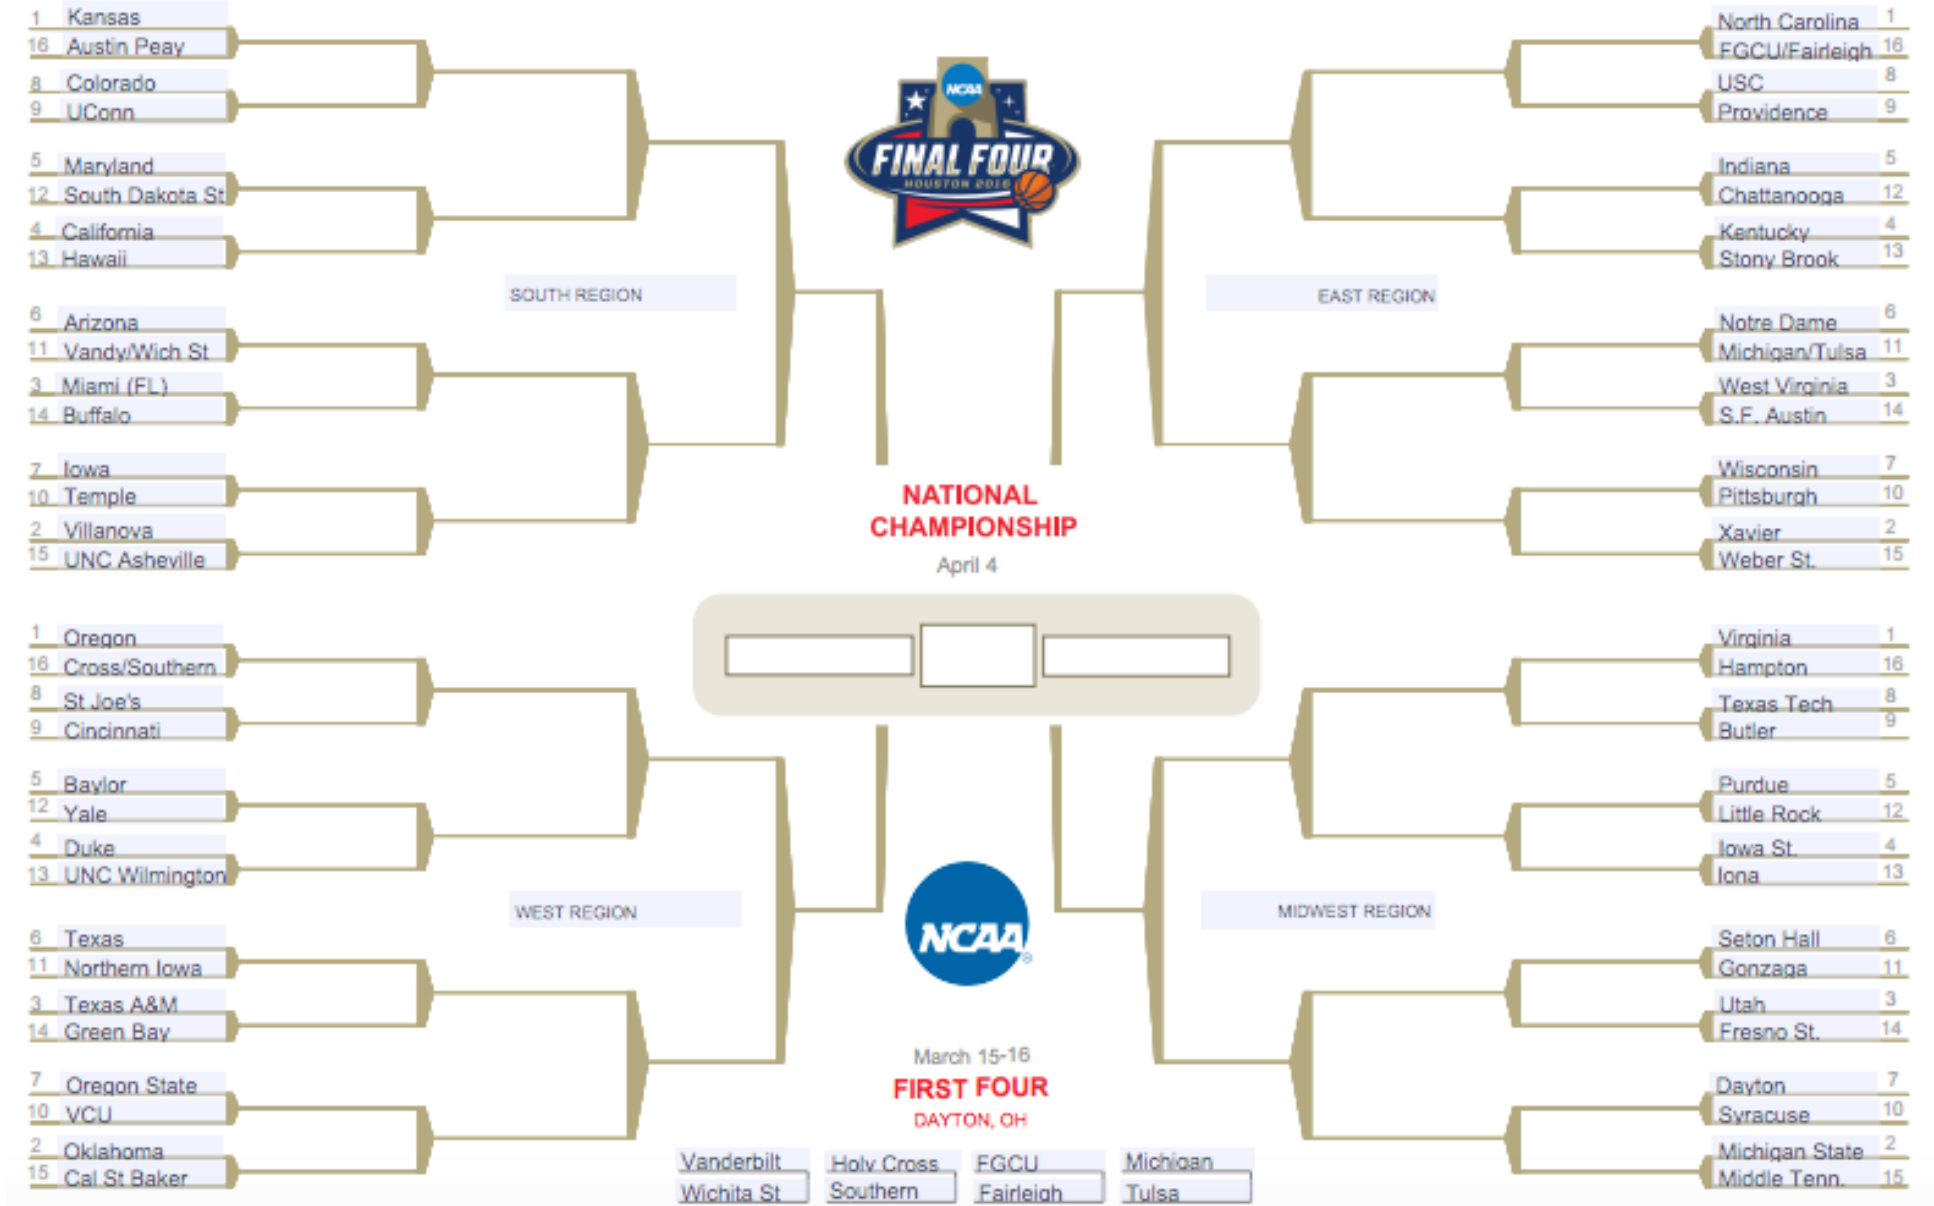 1 Kansas
16 Austin Peay
8 Colorado
9 UConn
5 Maryland
12 South Dakota St
4 California
13 Hawaii
SOUTH REGION
6 Arizona
11 Vandy/Wich St
3 Miami (FL)
14 Buffalo
7 Iowa
10 Temple
2 Villanova
15 UNC Asheville
1 Oregon
16 Cross/Southern
8 St Joe's
9 Cincinnati
5 Baylor
12 Yale
4 Duke
13 UNC Wilmington
WEST REGION
6 Texas
11 Northern Iowa
3 Texas A&M
14 Green Bay
7 Oregon State
10 VCU
2 Oklahoma
15 Cal St Baker
NCAA
FINAL FOUR
HOUSTON 2016
NATIONAL
CHAMPIONSHIP
April 4
NCAA
®
March 15-16
FIRST FOUR
DAYTON, OH
Vanderbilt
Wichita St
Holy Cross
Southern
FGCU
Fairleigh
Michigan
Tulsa
North Carolina 1
FGCU/Fairleigh 16
USC 8
Providence 9
Indiana 5
Chattanooga 12
Kentucky 4
Stony Brook 13
EAST REGION
Notre Dame 6
Michigan/Tulsa 11
West Virginia 3
S.F. Austin 14
Wisconsin 7
Pittsburgh 10
Xavier 2
Weber St. 15
Virginia 1
Hampton 16
Texas Tech 8
Butler 9
Purdue 5
Little Rock 12
Iowa St. 4
Iona 13
MIDWEST REGION
Seton Hall 6
Gonzaga 11
Utah 3
Fresno St. 14
Dayton 7
Syracuse 10
Michigan State 2
Middle Tenn. 15